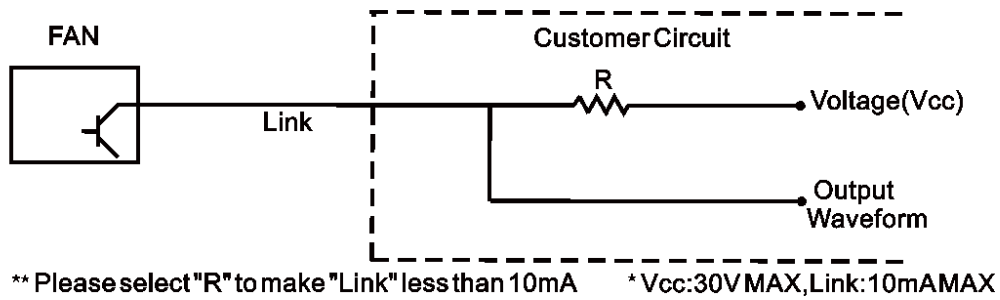 FAN
Customer Circuit
R
Link
Voltage(Vcc)
Output
Waveform
** Please select "R" to make "Link" less than 10mA
* Vcc:30V MAX,Link:10mAMAX